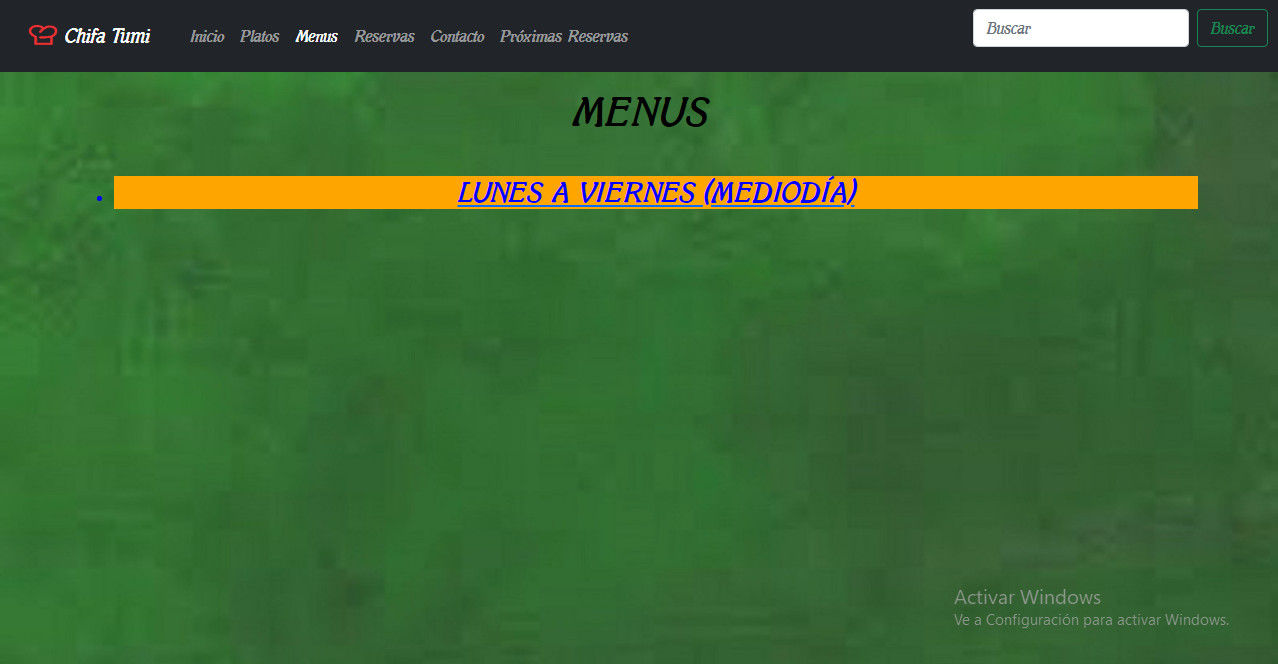 Chifa Tumi Inicio Platos Menus Reservas Contacto Próximas Reservas Buscar Buscar
MENUS
LUNES A VIERNES (MEDIODÍA)
Activar Windows
Ve a Configuración para activar Windows.